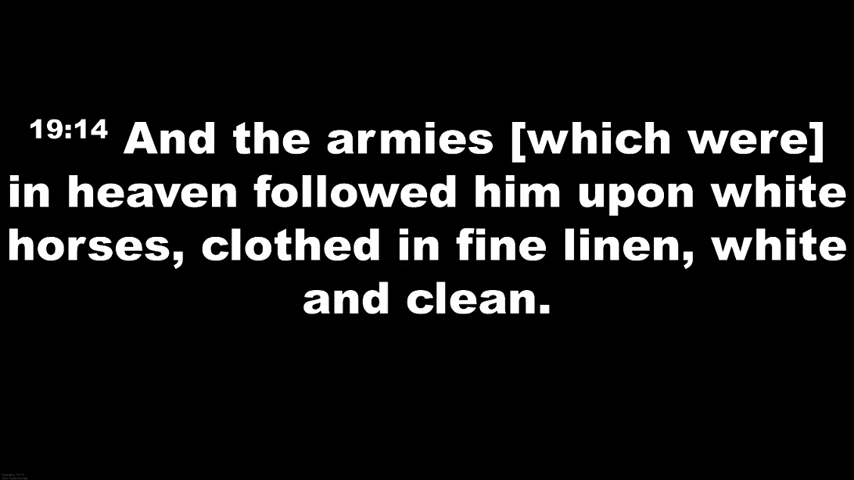 19:14 And the armies [which were]
in heaven followed him upon white
horses, clothed in fine linen, white
and clean.